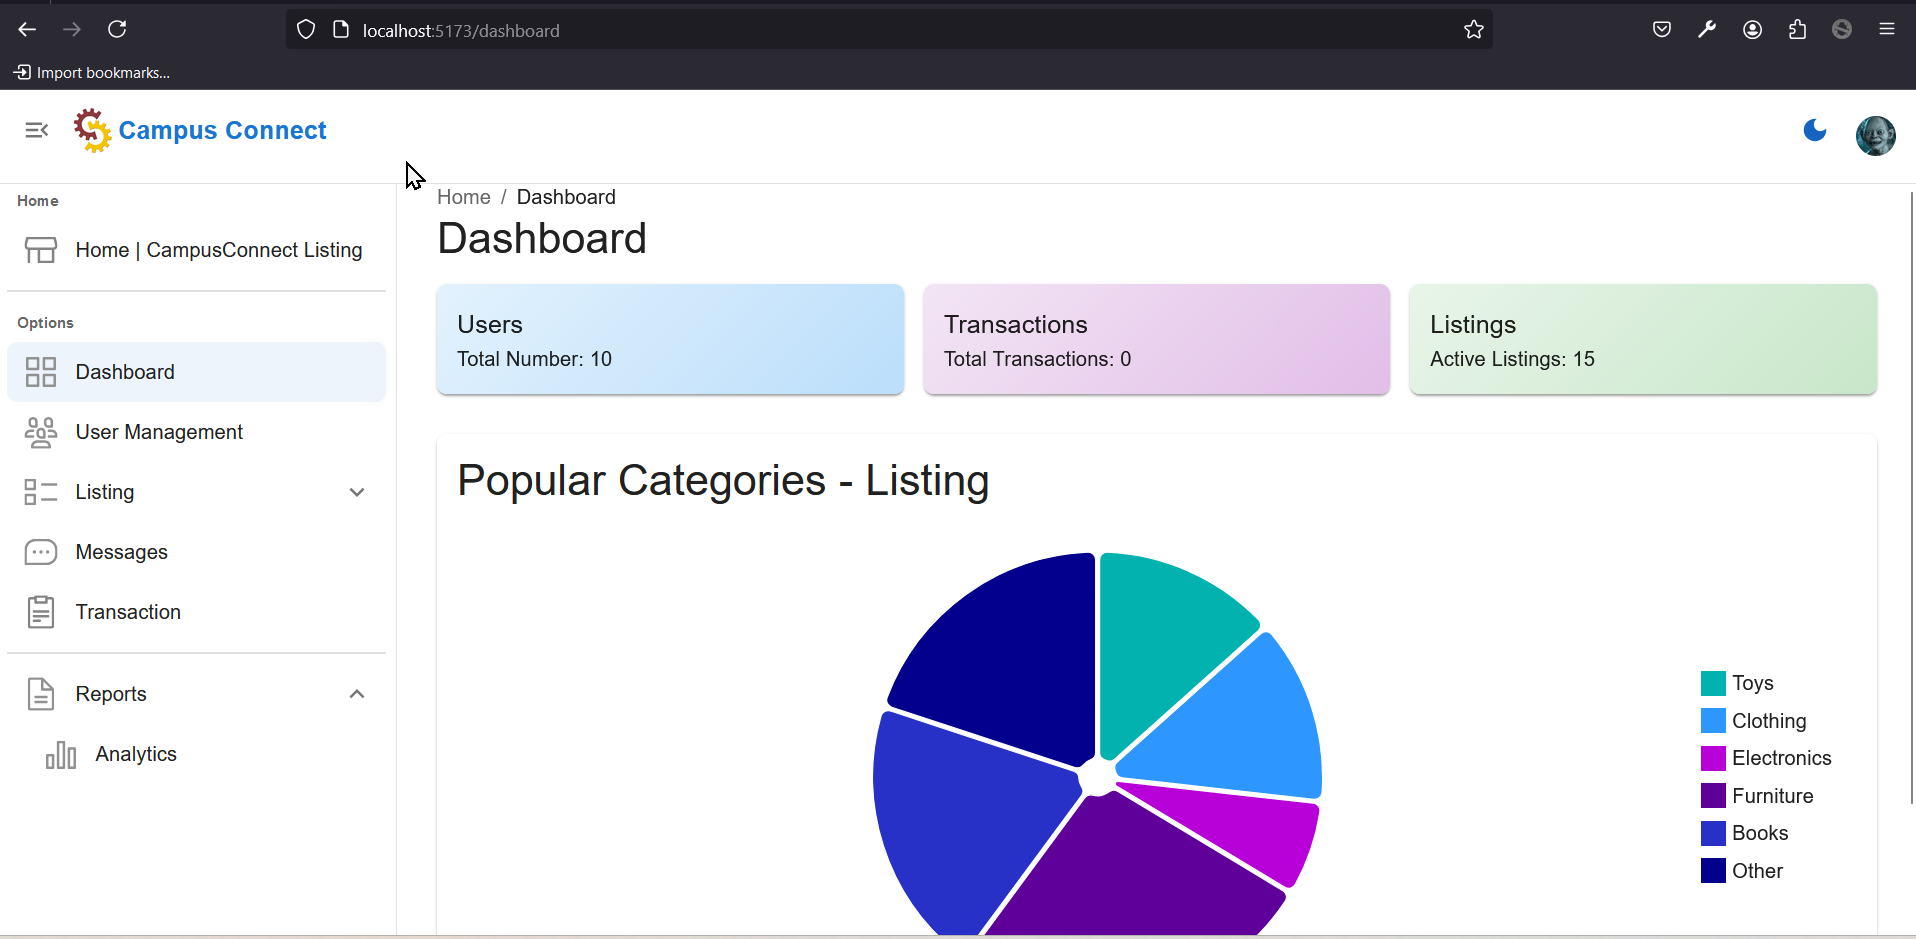 localhost:5173/dashboard
Import bookmarks...
Campus Connect
Home
Home | CampusConnect Listing
Options
Dashboard
User Management
Listing
Messages
Transaction
Reports
Analytics
Home / Dashboard
Dashboard
Users
Total Number: 10
Transactions
Total Transactions: 0
Listings
Active Listings: 15
Popular Categories - Listing
Toys
Clothing
Electronics
Furniture
Books
Other